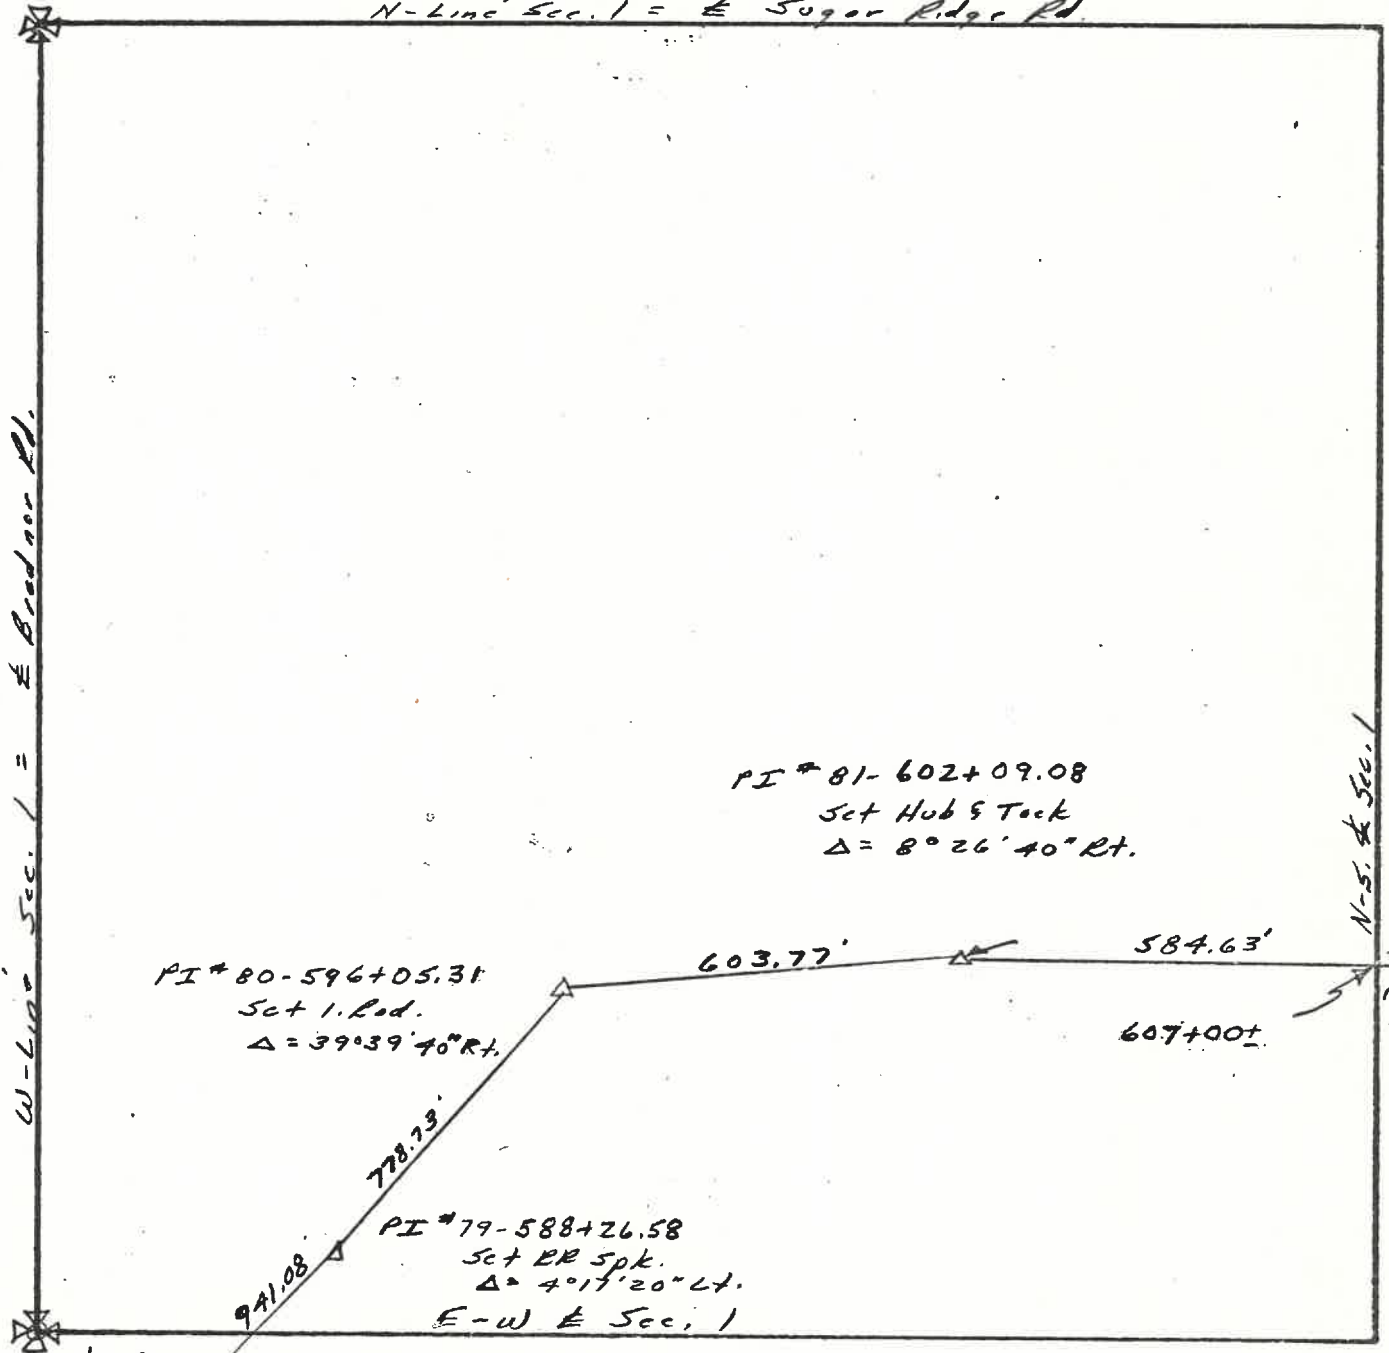 N-Line Sec. 1 = ℄ Sugar Ridge Rd.
W-Line Sec. 1 = ℄ Bradner Rd.
PI # 81- 602+09.08
Set Hub & Tack
Δ = 8° 26' 40" Rt.
N-S. ℄ Sec. 1
603.77'
584.63'
PI # 80-596+05.31
Set I. Rod.
Δ = 39°39'40" Rt.
607+00±
778.73'
PI #79-588+26.58
Set RR Spk.
Δ = 4°17'20" Lt.
941.08'
E-W ℄ Sec. 1